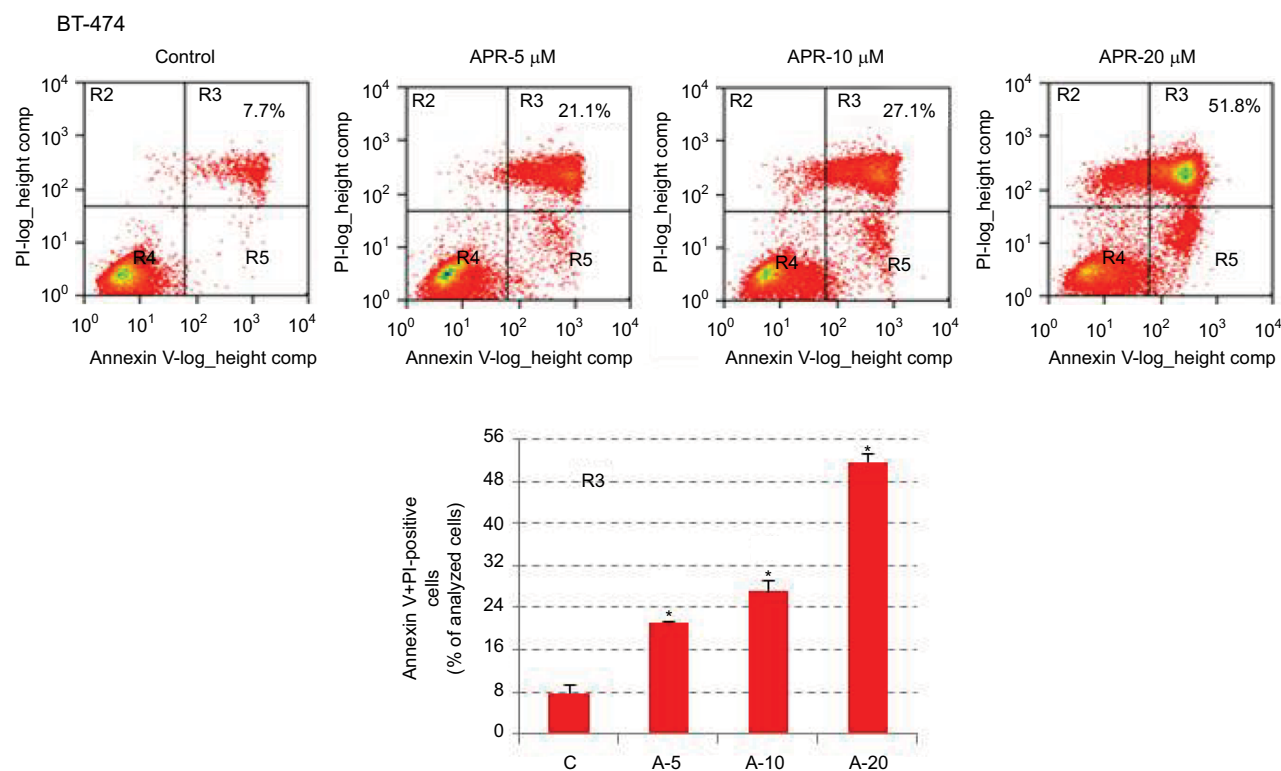 BT-474
Control
10⁴
10³
10²
10¹
10⁰
PI-log_height comp
R2
R3
7.7%
R4
R5
10⁰ 10¹ 10² 10³ 10⁴
Annexin V-log_height comp
APR-5 μM
10⁴
10³
10²
10¹
10⁰
PI-log_height comp
R2
R3
21.1%
R4
R5
10⁰ 10¹ 10² 10³ 10⁴
Annexin V-log_height comp
APR-10 μM
10⁴
10³
10²
10¹
10⁰
PI-log_height comp
R2
R3
27.1%
R4
R5
10⁰ 10¹ 10² 10³ 10⁴
Annexin V-log_height comp
APR-20 μM
10⁴
10³
10²
10¹
10⁰
PI-log_height comp
R2
R3
51.8%
R4
R5
10⁰ 10¹ 10² 10³ 10⁴
Annexin V-log_height comp
Annexin V+PI-positive
cells
(% of analyzed cells)
56
48
40
32
24
16
8
0
R3
*
*
*
C A-5 A-10 A-20